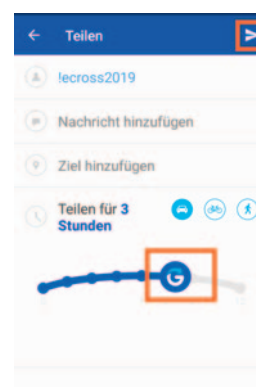 Teilen
!ecross2019
Nachricht hinzufügen
Ziel hinzufügen
Teilen für 3
Stunden